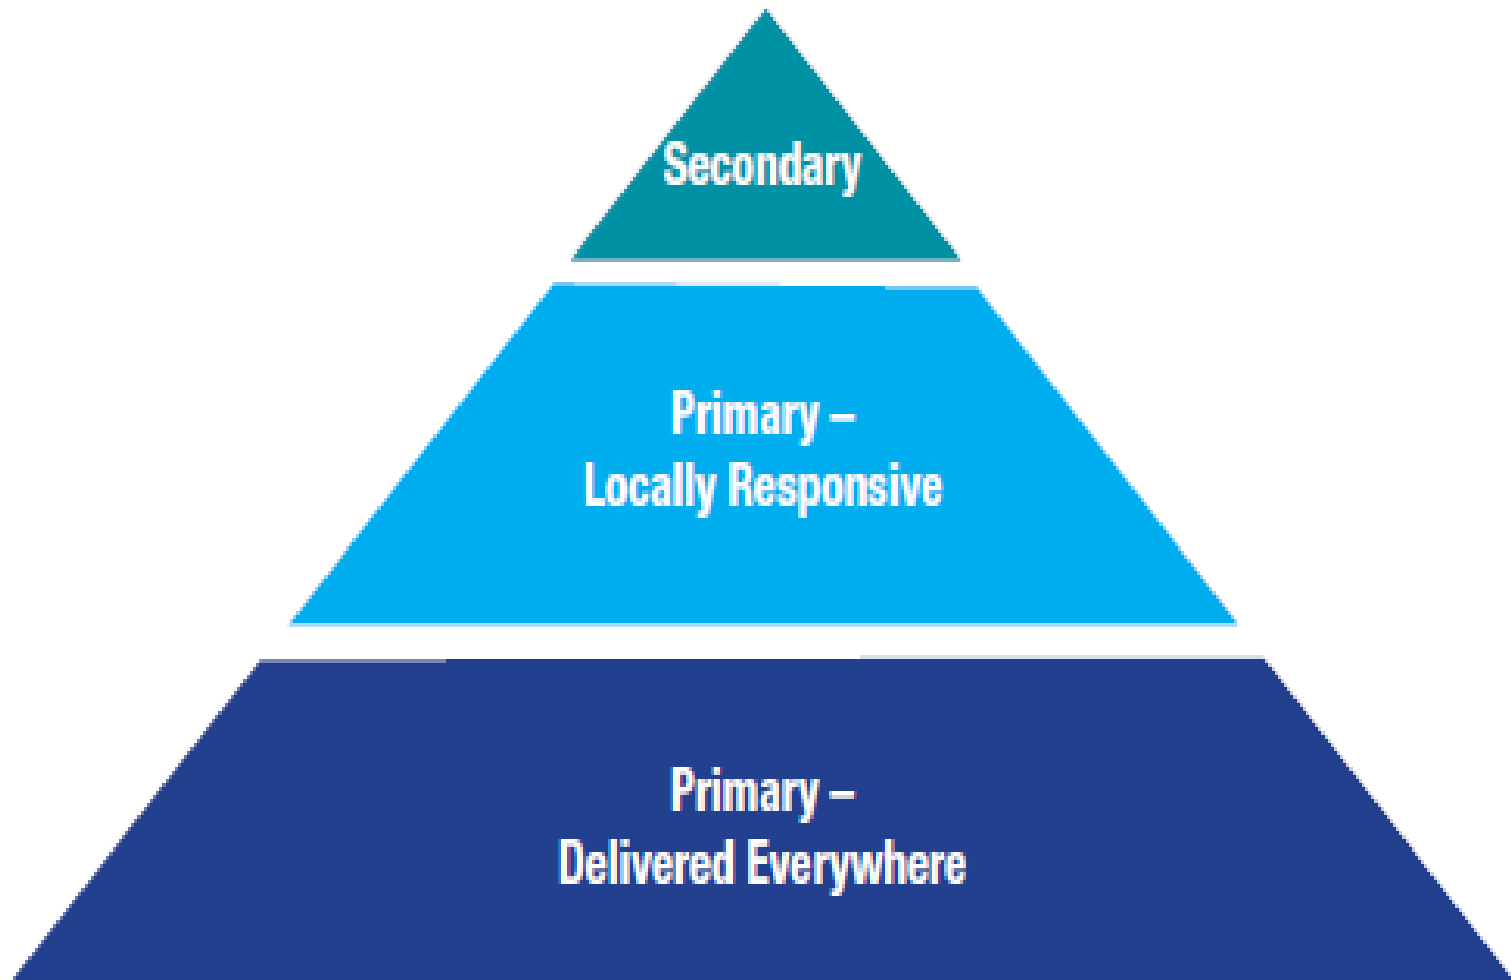 Secondary
Primary –
Locally Responsive
Primary –
Delivered Everywhere